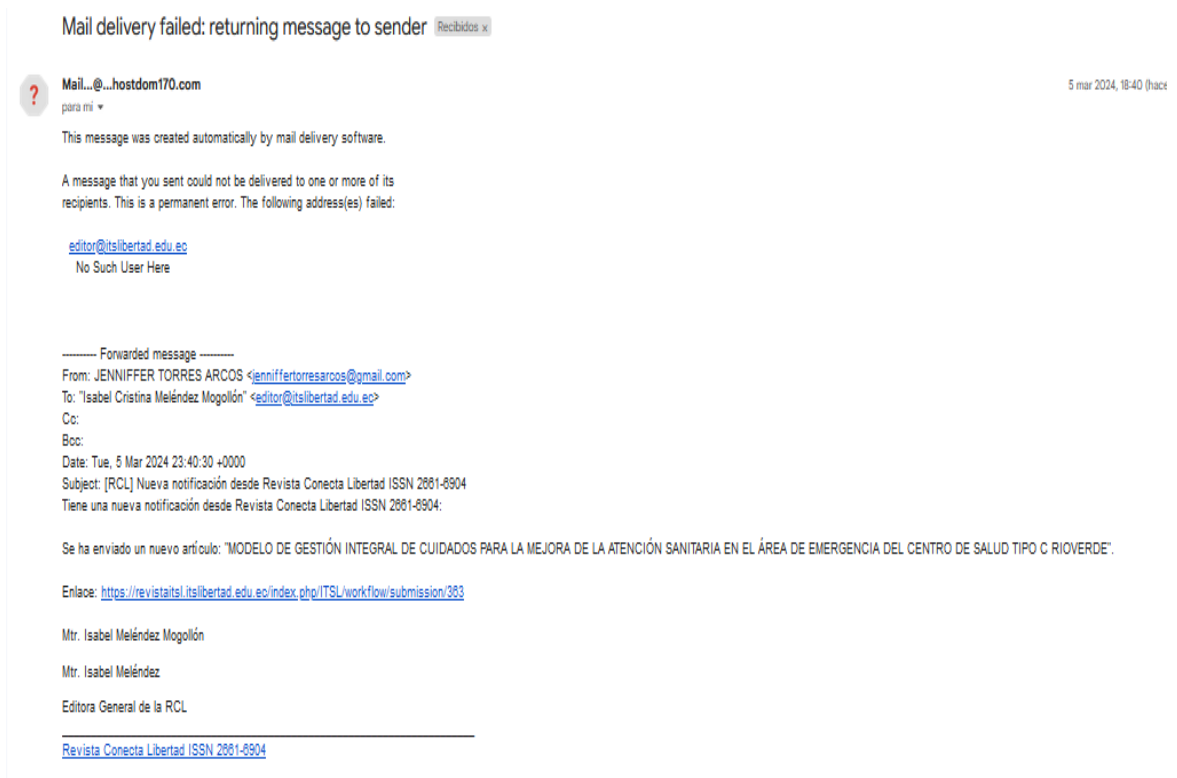 Mail delivery failed: returning message to sender Recibidos x
?
Mail...@...hostdom170.com
5 mar 2024, 18:40 (hace
para mi
This message was created automatically by mail delivery software.
A message that you sent could not be delivered to one or more of its
recipients. This is a permanent error. The following address(es) failed:
editor@itslibertad.edu.ec
No Such User Here
---------- Forwarded message ----------
From: JENNIFFER TORRES ARCOS <jenniffertorresarcos@gmail.com>
To: "Isabel Cristina Meléndez Mogollón" <editor@itslibertad.edu.ec>
Cc:
Bcc:
Date: Tue, 5 Mar 2024 23:40:30 +0000
Subject: [RCL] Nueva notificación desde Revista Conecta Libertad ISSN 2661-6904
Tiene una nueva notificación desde Revista Conecta Libertad ISSN 2661-6904:
Se ha enviado un nuevo artículo: "MODELO DE GESTIÓN INTEGRAL DE CUIDADOS PARA LA MEJORA DE LA ATENCIÓN SANITARIA EN EL ÁREA DE EMERGENCIA DEL CENTRO DE SALUD TIPO C RIOVERDE".
Enlace: https://revistaitsl.itslibertad.edu.ec/index.php/ITSL/workflow/submission/363
Mtr. Isabel Meléndez Mogollón
Mtr. Isabel Meléndez
Editora General de la RCL
Revista Conecta Libertad ISSN 2661-6904